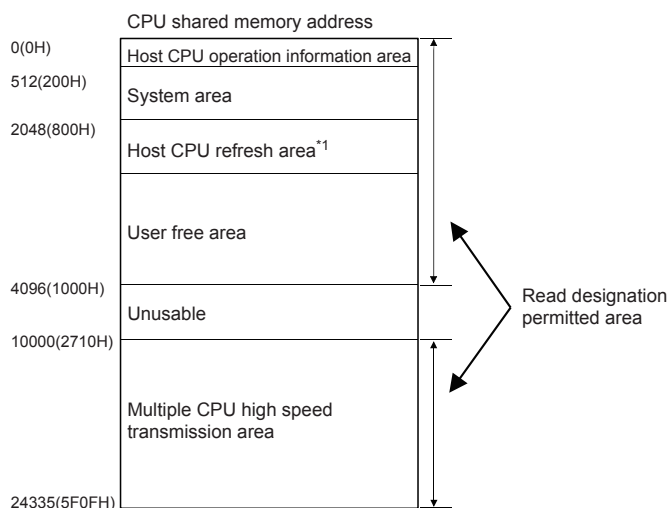 CPU shared memory address
0(0H)
Host CPU operation information area
512(200H)
System area
2048(800H)
Host CPU refresh area*1
User free area
4096(1000H)
Unusable
Read designation
permitted area
10000(2710H)
Multiple CPU high speed
transmission area
24335(5F0FH)